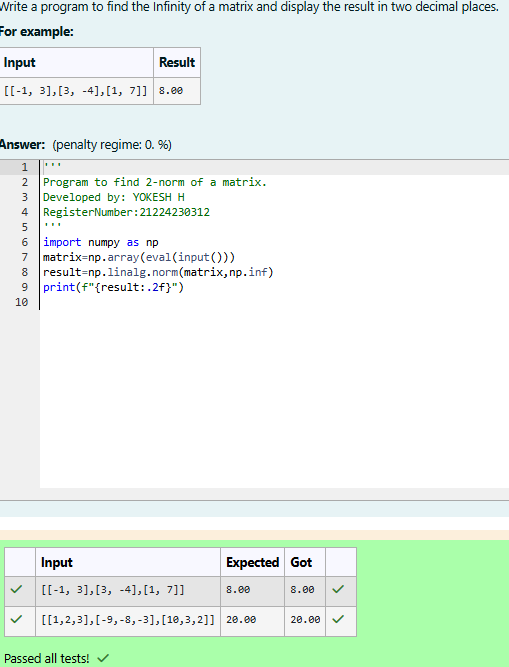 Write a program to find the Infinity of a matrix and display the result in two decimal places.
For example:
Input Result
[[-1, 3],[3, -4],[1, 7]] 8.00
Answer: (penalty regime: 0. %)
1 '''
2 Program to find 2-norm of a matrix.
3 Developed by: YOKESH H
4 RegisterNumber:21224230312
5 '''
6 import numpy as np
7 matrix=np.array(eval(input()))
8 result=np.linalg.norm(matrix,np.inf)
9 print(f"{result:.2f}")
10
Input Expected Got
[[-1, 3],[3, -4],[1, 7]] 8.00 8.00
[[1,2,3],[-9,-8,-3],[10,3,2]] 20.00 20.00
Passed all tests!